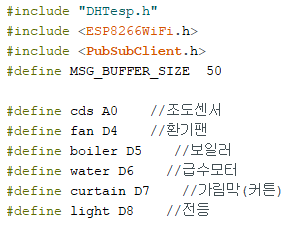 #include "DHTesp.h"
#include <ESP8266WiFi.h>
#include <PubSubClient.h>
#define MSG_BUFFER_SIZE  50
#define cds A0    //조도센서
#define fan D4    //환기팬
#define boiler D5    //보일러
#define water D6    //급수모터
#define curtain D7    //가림막(커튼)
#define light D8    //전등